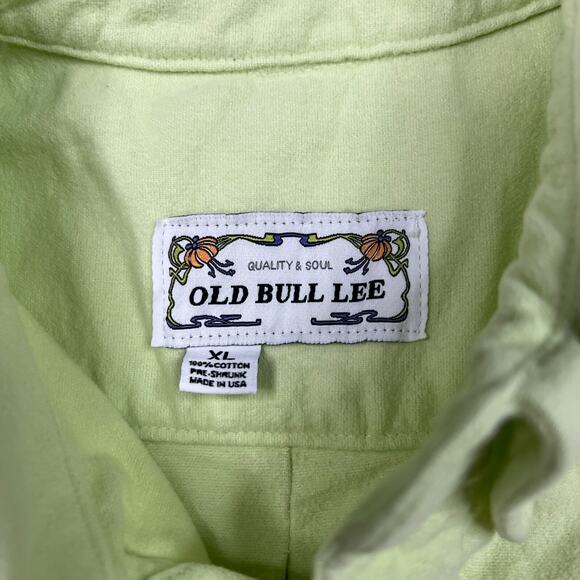 QUALITY & SOUL
OLD BULL LEE
XL
100% COTTON
PRE-SHRUNK
MADE IN USA